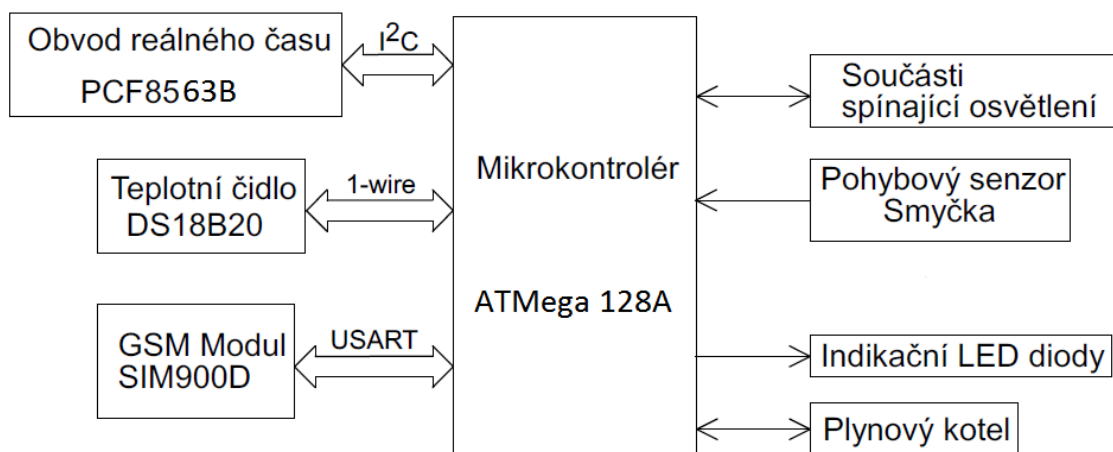 Obvod reálného času
PCF8563B
I²C
Teplotní čidlo
DS18B20
1-wire
GSM Modul
SIM900D
USART
Mikrokontrolér
ATMega 128A
Součásti
spínající osvětlení
Pohybový senzor
Smyčka
Indikační LED diody
Plynový kotel